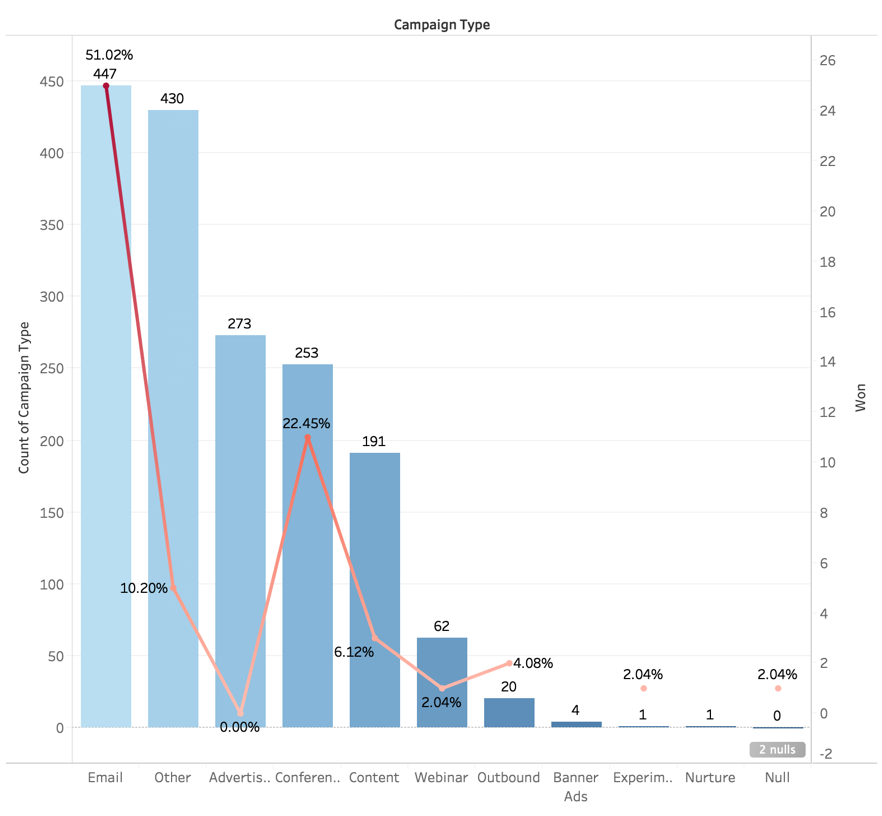 Campaign Type
51.02%
447
430
273
253
22.45%
191
10.20%
0.00%
6.12%
62
2.04%
4.08%
20
4
2.04%
1
1
2.04%
0
2 nulls
450
400
350
300
250
200
150
100
50
0
Count of Campaign Type
26
24
22
20
18
16
14
12
10
8
6
4
2
0
-2
Won
Email
Other
Advertis..
Conferen..
Content
Webinar
Outbound
Banner
Ads
Experim..
Nurture
Null